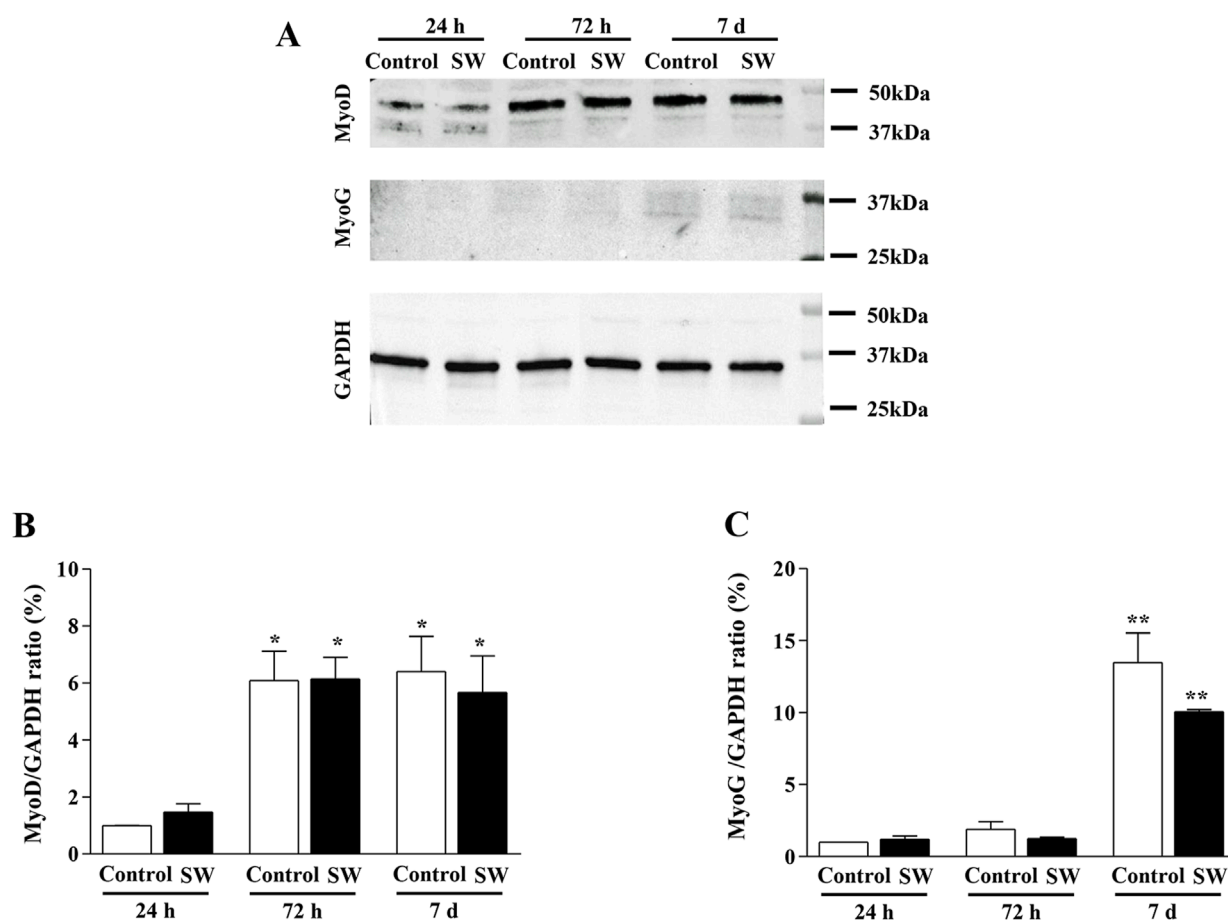 A
24 h 72 h 7 d
Control SW Control SW Control SW
MyoD
50kDa
37kDa
MyoG
37kDa
25kDa
GAPDH
50kDa
37kDa
25kDa
B
MyoD/GAPDH ratio (%)
10
8
6
4
2
0
* * * *
Control SW Control SW Control SW
24 h 72 h 7 d
C
MyoG /GAPDH ratio (%)
20
15
10
5
0
** **
Control SW Control SW Control SW
24 h 72 h 7 d